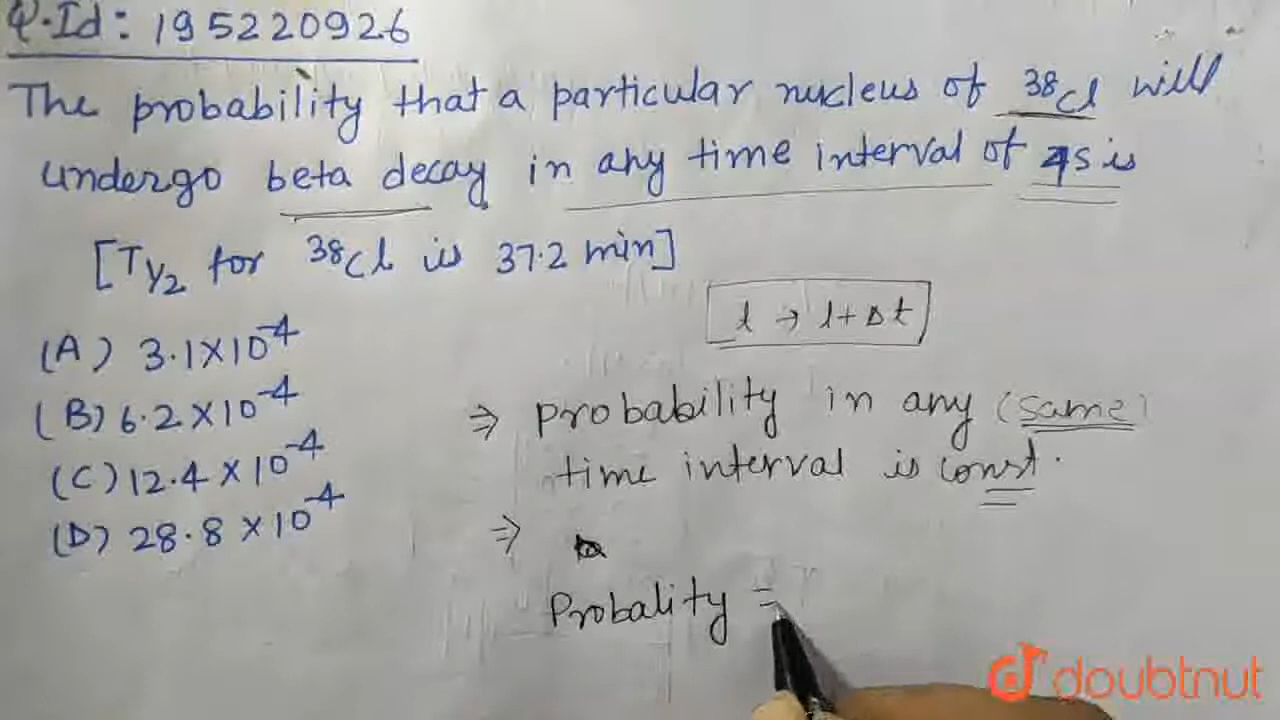 Q.Id: 195220926
The probability that a particular nucleus of 38Cl will
undergo beta decay in any time interval of 4s is
[T1/2 for 38Cl is 37.2 min]
t → t+Δt
(A) 3.1×10-4
(B) 6.2×10-4
(C) 12.4×10-4
(D) 28.8×10-4
⇒ probability in any (same)
time interval is const.
⇒
Probality =
doubtnut